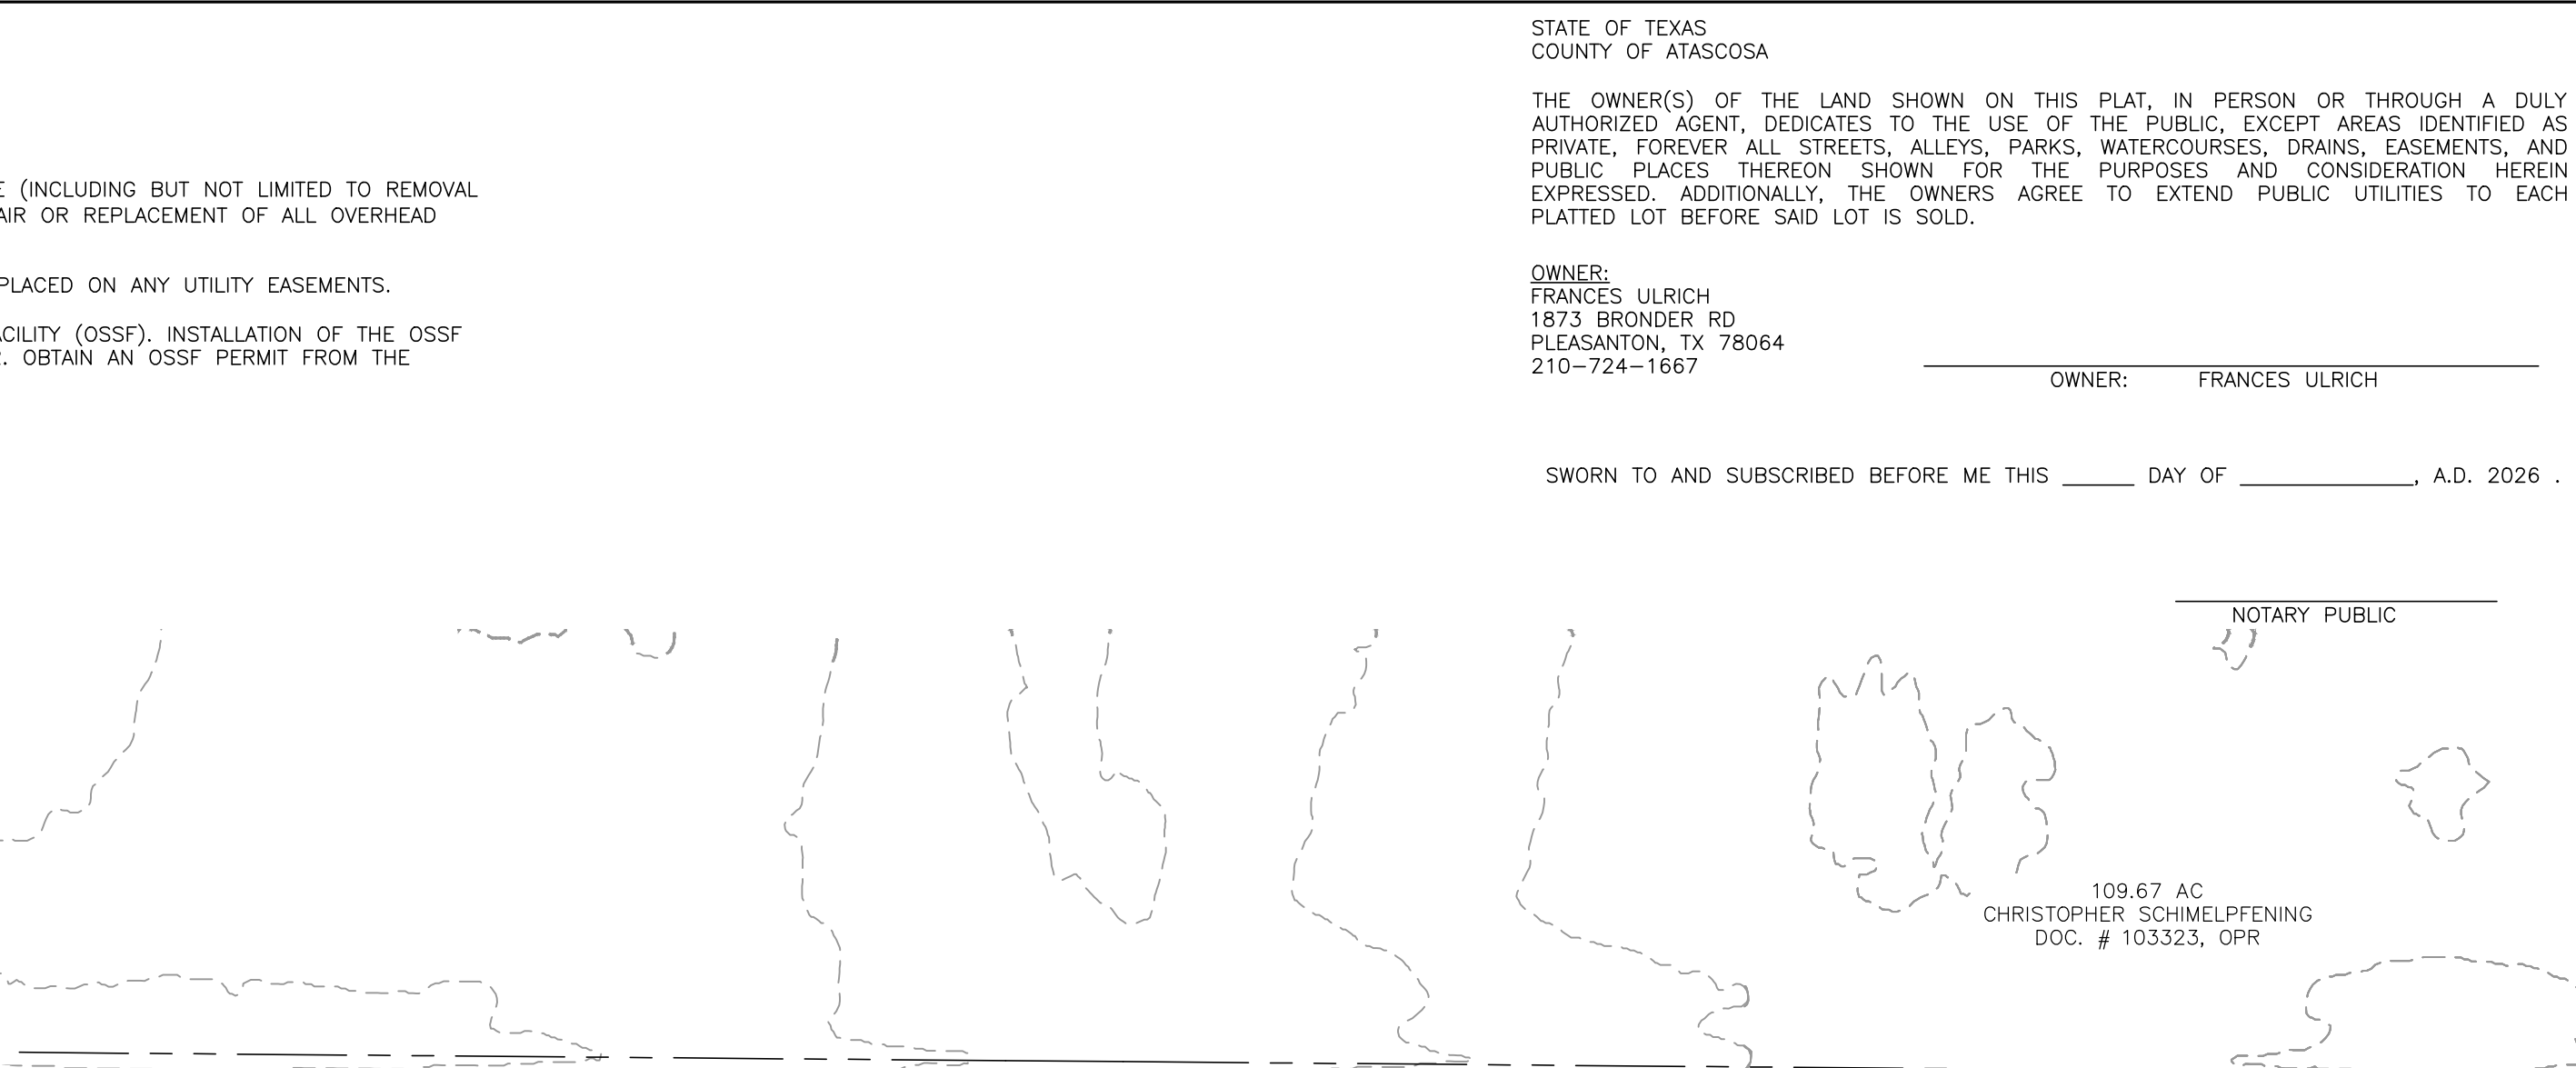 STATE OF TEXAS
COUNTY OF ATASCOSA
THE OWNER(S) OF THE LAND SHOWN ON THIS PLAT, IN PERSON OR THROUGH A DULY
AUTHORIZED AGENT, DEDICATES TO THE USE OF THE PUBLIC, EXCEPT AREAS IDENTIFIED AS
PRIVATE, FOREVER ALL STREETS, ALLEYS, PARKS, WATERCOURSES, DRAINS, EASEMENTS, AND
PUBLIC PLACES THEREON SHOWN FOR THE PURPOSES AND CONSIDERATION HEREIN
EXPRESSED. ADDITIONALLY, THE OWNERS AGREE TO EXTEND PUBLIC UTILITIES TO EACH
PLATTED LOT BEFORE SAID LOT IS SOLD.
(INCLUDING BUT NOT LIMITED TO REMOVAL
OR REPLACEMENT OF ALL OVERHEAD
PLACED ON ANY UTILITY EASEMENTS.
(OSSF). INSTALLATION OF THE OSSF
OBTAIN AN OSSF PERMIT FROM THE
OWNER:
FRANCES ULRICH
1873 BRONDER RD
PLEASANTON, TX 78064
210-724-1667
OWNER: FRANCES ULRICH
SWORN TO AND SUBSCRIBED BEFORE ME THIS ______ DAY OF ______________, A.D. 2026 .
NOTARY PUBLIC
109.67 AC
CHRISTOPHER SCHIMELPFENING
DOC. # 103323, OPR